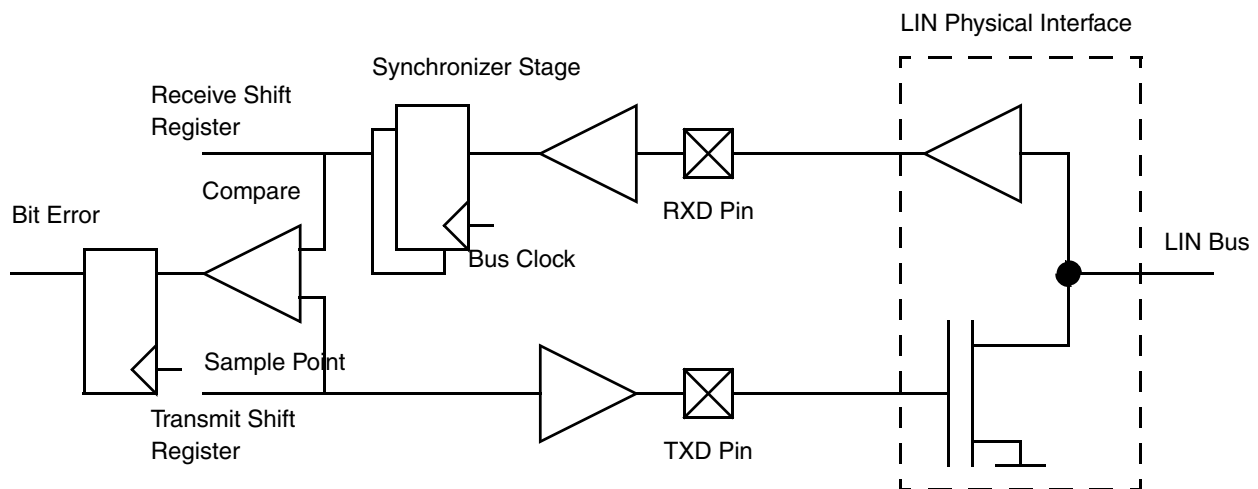 LIN Physical Interface
Synchronizer Stage
Receive Shift
Register
Compare
RXD Pin
Bit Error
LIN Bus
Bus Clock
Sample Point
Transmit Shift
Register
TXD Pin